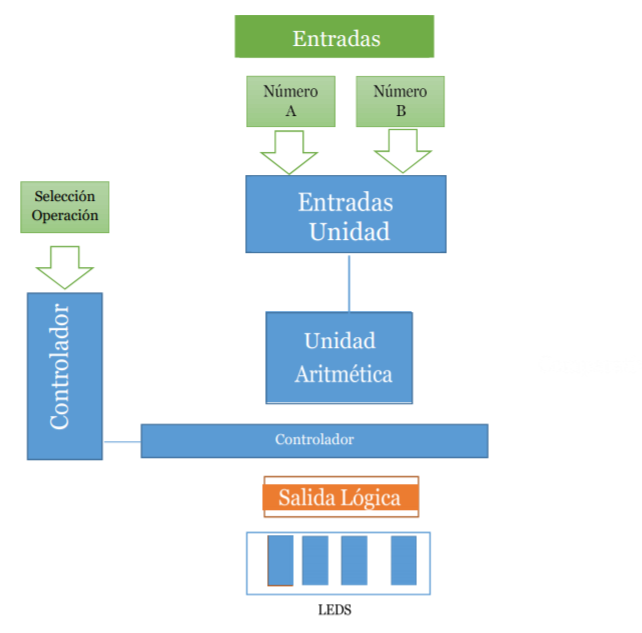 Entradas
Número
A
Número
B
Selección
Operación
Entradas
Unidad
Controlador
Unidad
Aritmética
Controlador
Salida Lógica
LEDS